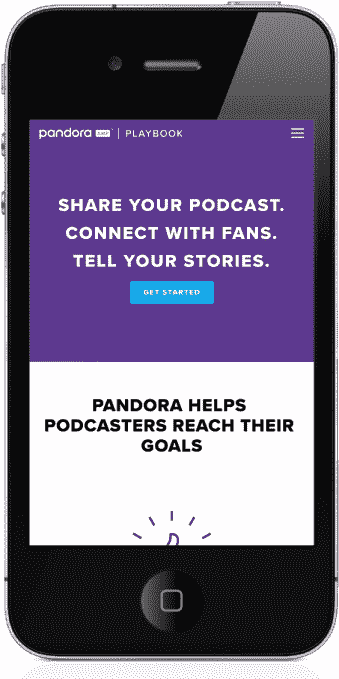 pandora AMP | PLAYBOOK
SHARE YOUR PODCAST.
CONNECT WITH FANS.
TELL YOUR STORIES.
GET STARTED
PANDORA HELPS
PODCASTERS REACH THEIR
GOALS